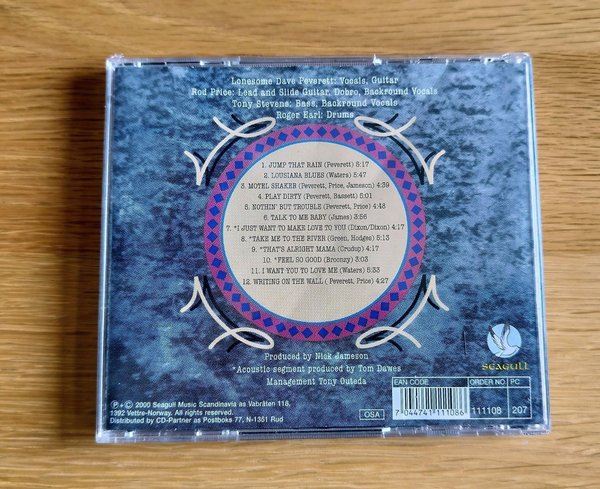 Lonesome Dave Peverett: Vocals, Guitar
Rod Price: Lead and Slide Guitar, Dobro, Backround Vocals
Tony Stevens: Bass, Backround Vocals
Roger Earl: Drums
1. JUMP THAT RAIN (Peverett) 5:17
2. LOUSIANA BLUES (Waters) 5:47
3. MOTEL SHAKER (Peverett, Price, Jameson) 4:39
4. PLAY DIRTY (Peverett, Bassett) 5:01
5. NOTHIN' BUT TROUBLE (Peverett, Price) 4:48
6. TALK TO ME BABY (James) 3:56
7. *I JUST WANT TO MAKE LOVE TO YOU (Dixon/Dixon) 4:17
8. *TAKE ME TO THE RIVER (Green, Hodges) 5:13
9. *THAT'S ALRIGHT MAMA (Crudup) 4:21
10. *FEEL SO GOOD (Broonzy) 3:03
11. I WANT YOU TO LOVE ME (Waters) 5:33
12. WRITING ON THE WALL ( Peverett, Price) 4:27
Produced by Nick Jameson
*Acoustic segment produced by Tom Dawes
Management Tony Outeda
SEAGULL
P + © 2000 Seagull Music Scandinavia as Vabråten 118,
1392 Vettre-Norway. All rights reserved.
Distributed by CD-Partner as Postboks 77, N-1351 Rud
OSA
EAN CODE ORDER NO. PC
7 044741 111086 111108 207